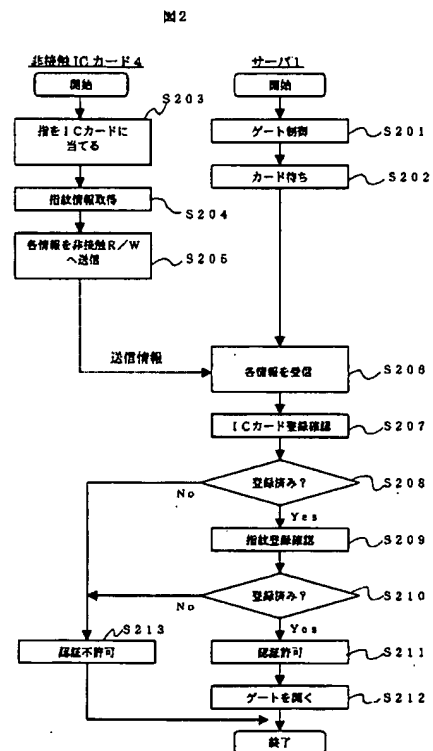 図2
非接触ICカード4
開始
S203
指をICカードに
当てる
指紋情報取得
S204
各情報を非接触R/W
へ送信
S205
送信情報
サーバ1
開始
ゲート制御
S201
カード待ち
S202
各情報を受信
S206
ICカード登録確認
S207
登録済み?
S208
No
Yes
指紋登録確認
S209
登録済み?
S210
No
Yes
S213
認証不許可
認証許可
S211
ゲートを開く
S212
終了